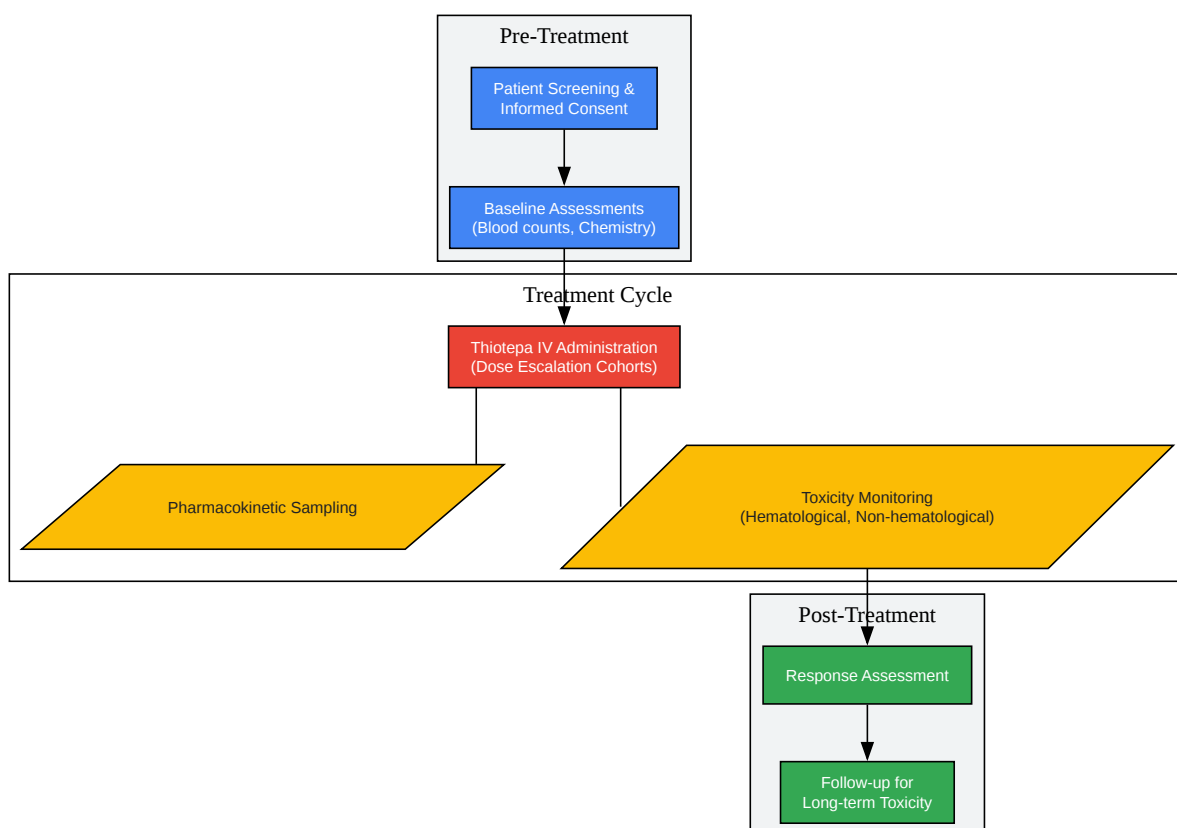 Pre-Treatment
Patient Screening &
Informed Consent
Baseline Assessments
(Blood counts, Chemistry)
Treatment Cycle
Thiotepa IV Administration
(Dose Escalation Cohorts)
Pharmacokinetic Sampling
Toxicity Monitoring
(Hematological, Non-hematological)
Post-Treatment
Response Assessment
Follow-up for
Long-term Toxicity